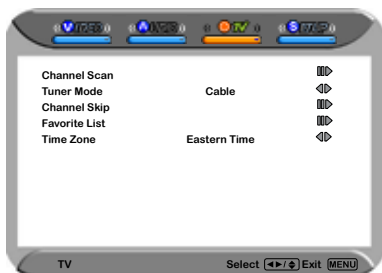 TV
Channel Scan
Tuner Mode Cable
Channel Skip
Favorite List
Time Zone Eastern Time
TV Select / Exit MENU